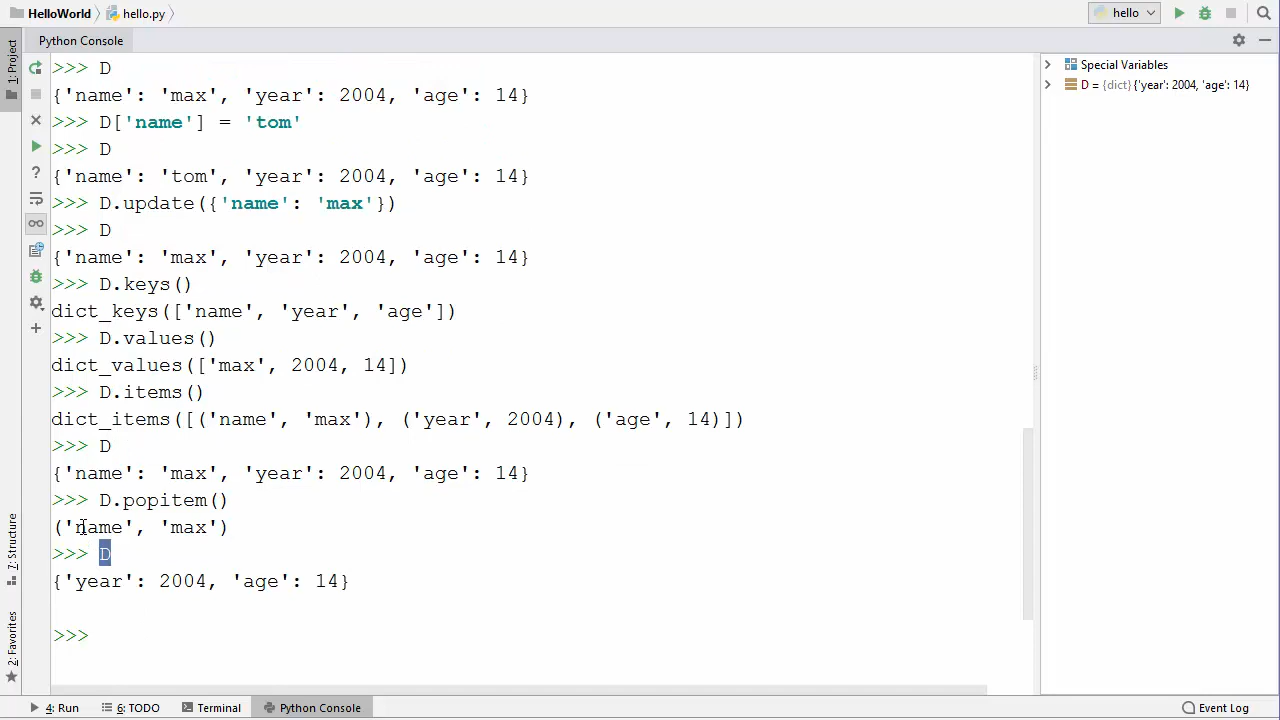 HelloWorld hello.py hello
Python Console
1: Project
>>> D
{'name': 'max', 'year': 2004, 'age': 14}
>>> D['name'] = 'tom'
>>> D
{'name': 'tom', 'year': 2004, 'age': 14}
>>> D.update({'name': 'max'})
>>> D
{'name': 'max', 'year': 2004, 'age': 14}
>>> D.keys()
dict_keys(['name', 'year', 'age'])
>>> D.values()
dict_values(['max', 2004, 14])
>>> D.items()
dict_items([('name', 'max'), ('year', 2004), ('age', 14)])
>>> D
{'name': 'max', 'year': 2004, 'age': 14}
>>> D.popitem()
('name', 'max')
>>> D
{'year': 2004, 'age': 14}
>>>
Special Variables
D = {dict} {'year': 2004, 'age': 14}
Z: Structure
2: Favorites
4: Run 6: TODO Terminal Python Console Event Log